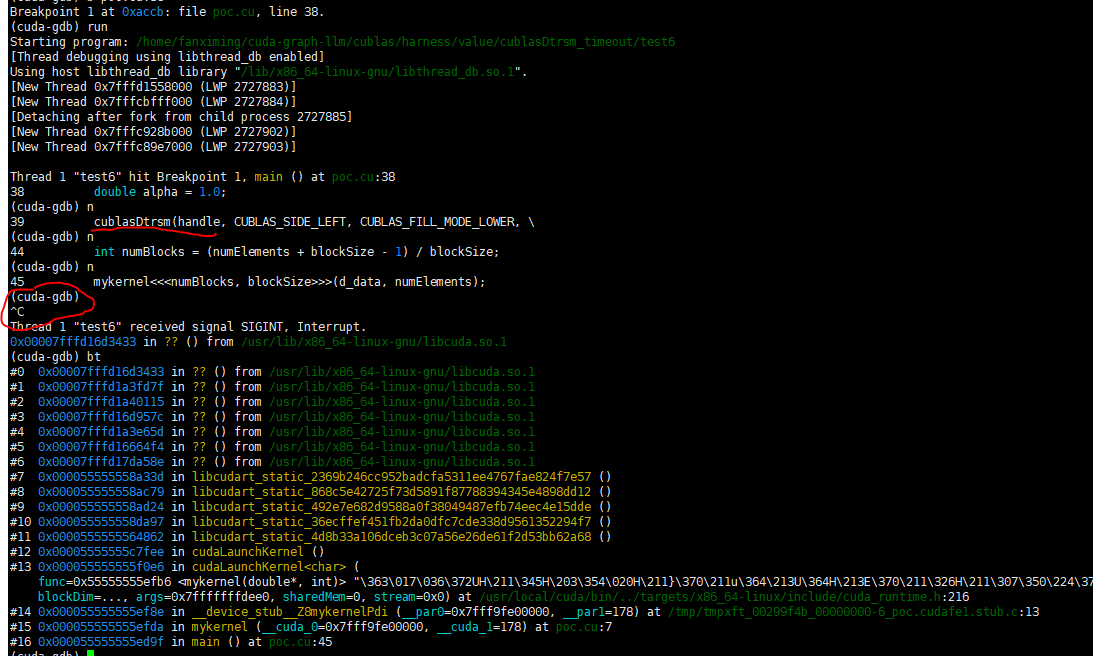 Breakpoint 1 at 0xaccb: file poc.cu, line 38.
(cuda-gdb) run
Starting program: /home/fanximing/cuda-graph-llm/cublas/harness/value/cublasDtrsm_timeout/test6
[Thread debugging using libthread_db enabled]
Using host libthread_db library "/lib/x86_64-linux-gnu/libthread_db.so.1".
[New Thread 0x7fffd1558000 (LWP 2727883)]
[New Thread 0x7fffcbfff000 (LWP 2727884)]
[Detaching after fork from child process 2727885]
[New Thread 0x7fffc928b000 (LWP 2727902)]
[New Thread 0x7fffc89e7000 (LWP 2727903)]
Thread 1 "test6" hit Breakpoint 1, main () at poc.cu:38
38 double alpha = 1.0;
(cuda-gdb) n
39 cublasDtrsm(handle, CUBLAS_SIDE_LEFT, CUBLAS_FILL_MODE_LOWER, \
(cuda-gdb) n
44 int numBlocks = (numElements + blockSize - 1) / blockSize;
(cuda-gdb) n
45 mykernel<<<numBlocks, blockSize>>>(d_data, numElements);
(cuda-gdb)
^C
Thread 1 "test6" received signal SIGINT, Interrupt.
0x00007fffd16d3433 in ?? () from /usr/lib/x86_64-linux-gnu/libcuda.so.1
(cuda-gdb) bt
#0 0x00007fffd16d3433 in ?? () from /usr/lib/x86_64-linux-gnu/libcuda.so.1
#1 0x00007fffd1a3fd7f in ?? () from /usr/lib/x86_64-linux-gnu/libcuda.so.1
#2 0x00007fffd1a40115 in ?? () from /usr/lib/x86_64-linux-gnu/libcuda.so.1
#3 0x00007fffd16d957c in ?? () from /usr/lib/x86_64-linux-gnu/libcuda.so.1
#4 0x00007fffd1a3e65d in ?? () from /usr/lib/x86_64-linux-gnu/libcuda.so.1
#5 0x00007fffd16664f4 in ?? () from /usr/lib/x86_64-linux-gnu/libcuda.so.1
#6 0x00007fffd17da58e in ?? () from /usr/lib/x86_64-linux-gnu/libcuda.so.1
#7 0x000055555558a33d in libcudart_static_2369b246cc952badcfa5311ee4767fae824f7e57 ()
#8 0x000055555558ac79 in libcudart_static_868c5e42725f73d5891f87788394345e4898dd12 ()
#9 0x000055555558ad24 in libcudart_static_492e7e682d9588a0f38049487efb74eec4e15dde ()
#10 0x000055555558da97 in libcudart_static_36ecffef451fb2da0dfc7cde338d9561352294f7 ()
#11 0x0000555555564862 in libcudart_static_4d8b33a106dceb3c07a56e26de61f2d53bb62a68 ()
#12 0x00005555555c7fee in cudaLaunchKernel ()
#13 0x000055555555f0e6 in cudaLaunchKernel<char> (
func=0x55555555efb6 <mykernel(double*, int)> "\363\017\036\372UH\211\345H\203\354\020H\211}\370\211u\364\213U\364H\213E\370\211\326H\211\307\350\224\37
blockDim=..., args=0x7fffffffdee0, sharedMem=0, stream=0x0) at /usr/local/cuda/bin/../targets/x86_64-linux/include/cuda_runtime.h:216
#14 0x000055555555ef8e in __device_stub__Z8mykernelPdi (__par0=0x7fff9fe00000, __par1=178) at /tmp/tmpxft_00299f4b_00000000-6_poc.cudafe1.stub.c:13
#15 0x000055555555efda in mykernel (__cuda_0=0x7fff9fe00000, __cuda_1=178) at poc.cu:7
#16 0x000055555555ed9f in main () at poc.cu:45
(cuda-gdb)